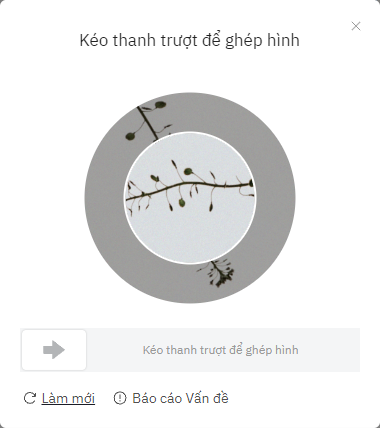 Kéo thanh trượt để ghép hình
Kéo thanh trượt để ghép hình
Làm mới
Báo cáo Vấn đề